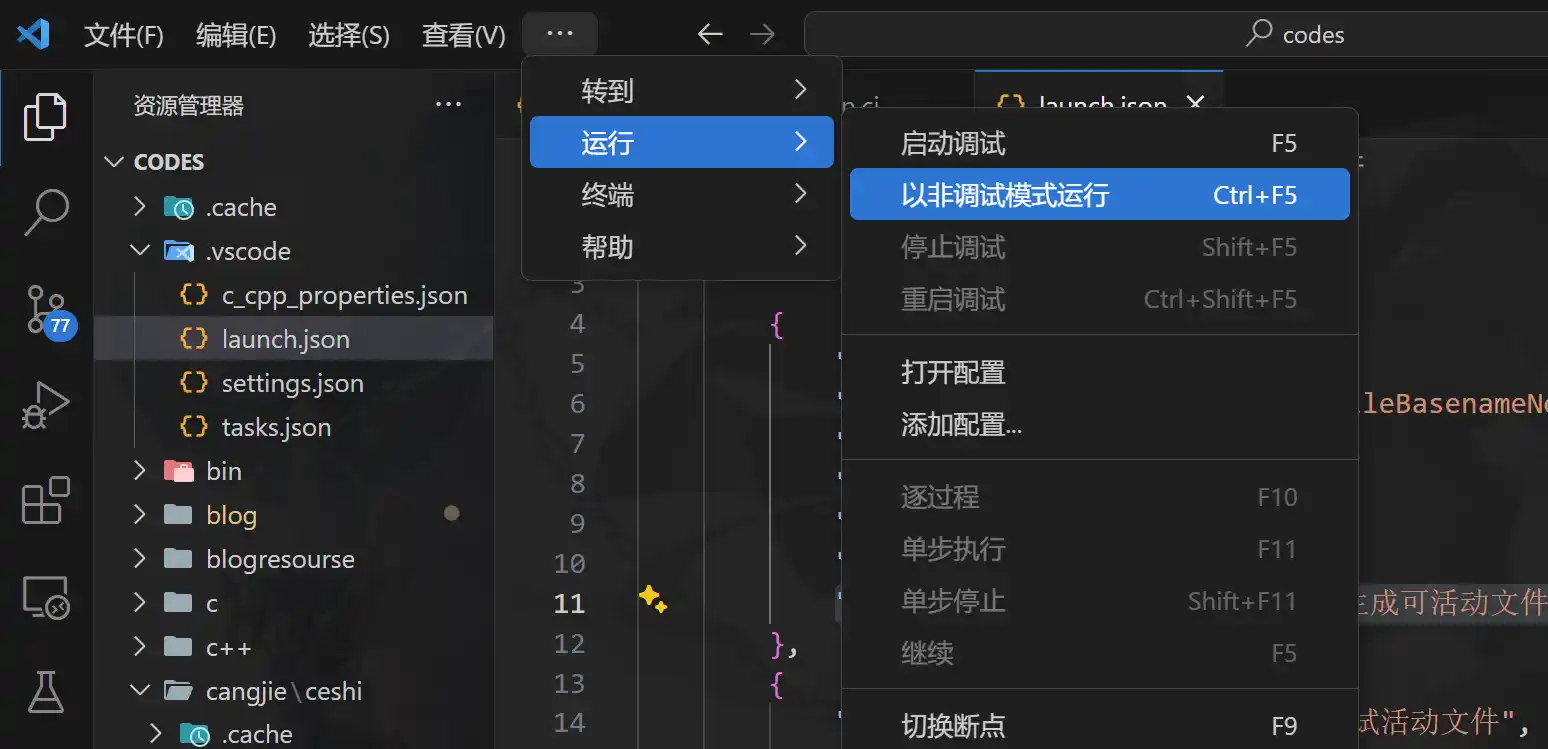 文件(F) 编辑(E) 选择(S) 查看(V) ··· codes
资源管理器 ···
launch.json
CODES
.cache
.vscode
c_cpp_properties.json
launch.json
settings.json
tasks.json
bin
blog
blogresourse
c
c++
cangjie\ceshi
.cache
77
转到
运行
终端
帮助
启动调试 F5
以非调试模式运行 Ctrl+F5
停止调试 Shift+F5
重启调试 Ctrl+Shift+F5
打开配置
添加配置...
逐过程 F10
单步执行 F11
单步停止 Shift+F11
继续 F5
切换断点 F9
3
4 {
5
6 leBasenameNo
7
8
9
10
11 生成可活动文件
12 },
13 {
14 试活动文件",